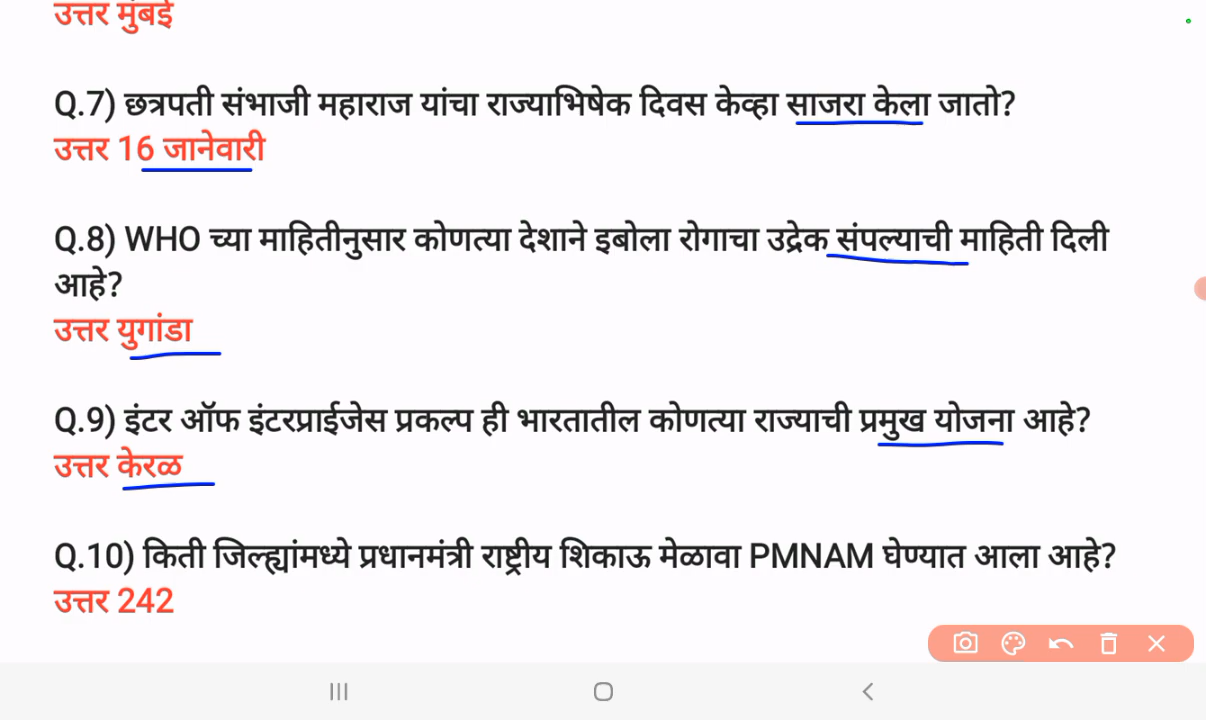 उत्तर मुंबई
Q.7) छत्रपती संभाजी महाराज यांचा राज्याभिषेक दिवस केव्हा साजरा केला जातो?
उत्तर 16 जानेवारी
Q.8) WHO च्या माहितीनुसार कोणत्या देशाने इबोला रोगाचा उद्रेक संपल्याची माहिती दिली
आहे?
उत्तर युगांडा
Q.9) इंटर ऑफ इंटरप्राईजेस प्रकल्प ही भारतातील कोणत्या राज्याची प्रमुख योजना आहे?
उत्तर केरळ
Q.10) किती जिल्ह्यांमध्ये प्रधानमंत्री राष्ट्रीय शिकाऊ मेळावा PMNAM घेण्यात आला आहे?
उत्तर 242